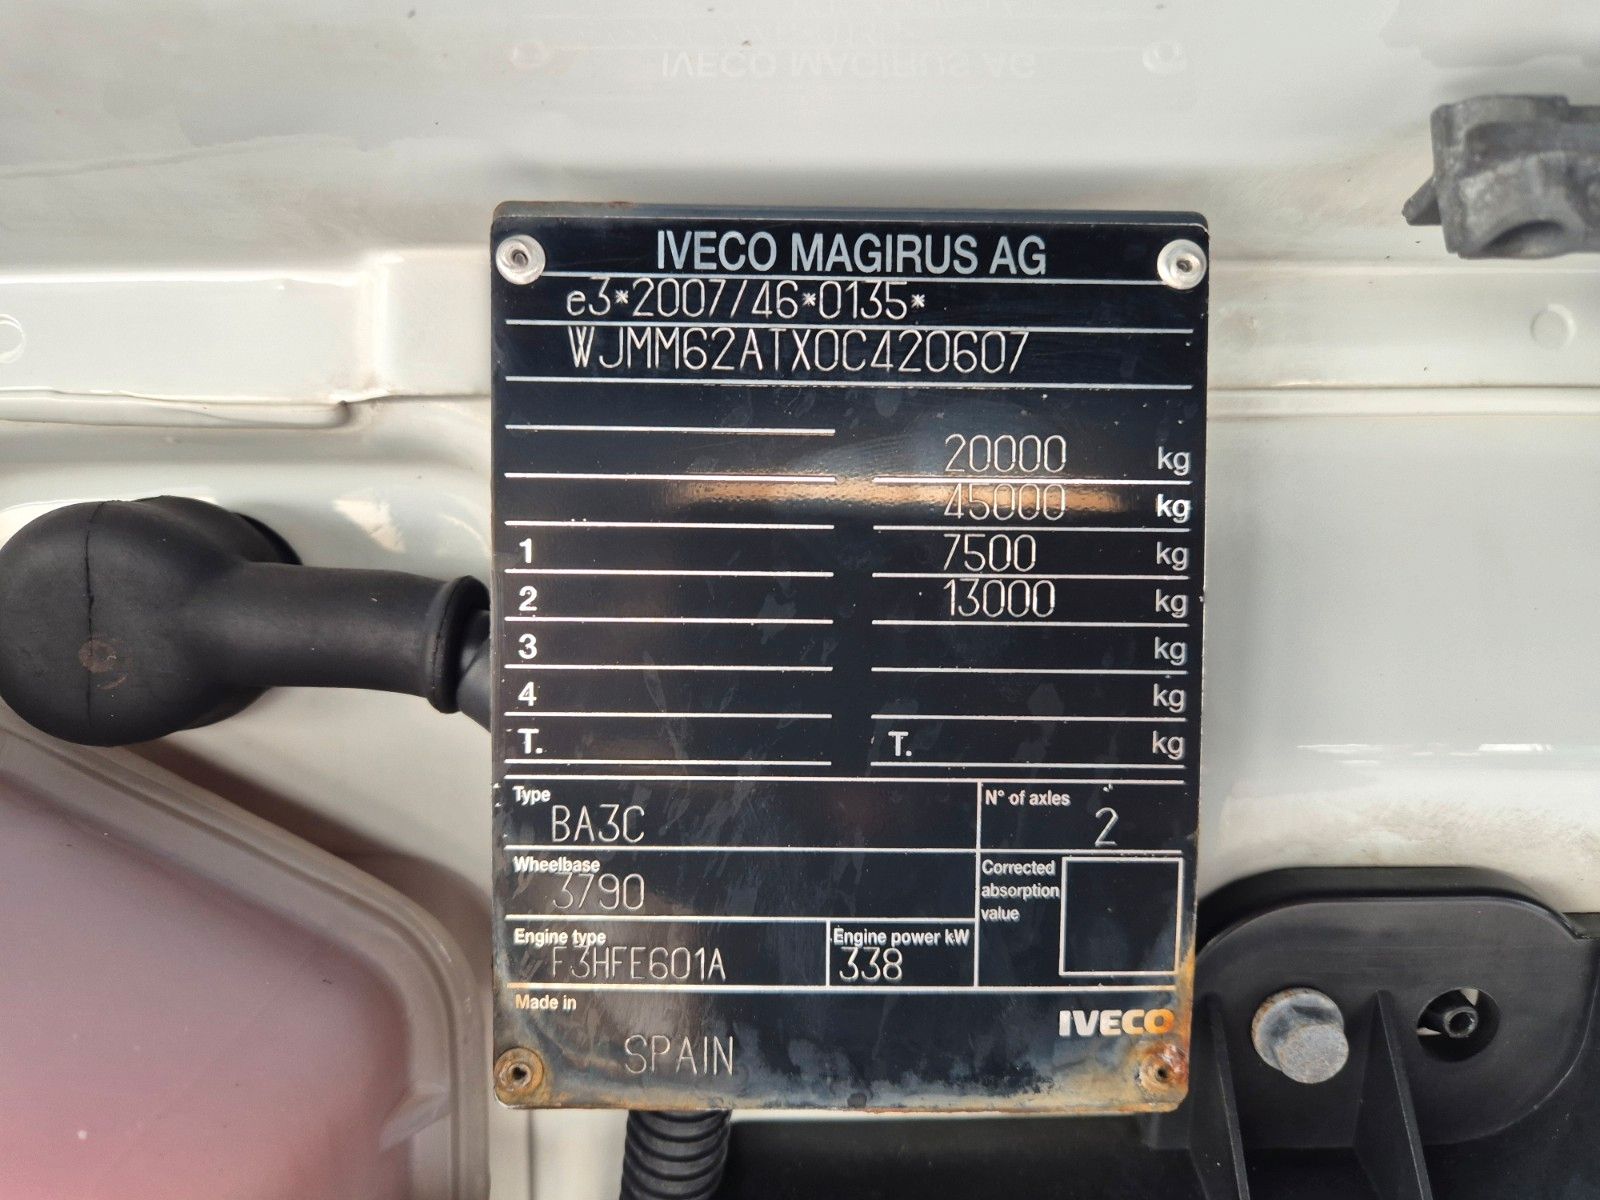 IVECO MAGIRUS AG
e3*2007/46*0135*
WJMM62ATX0C420607
20000 kg
45000 kg
1 7500 kg
2 13000 kg
3 kg
4 kg
T. T. kg
Type N° of axles
BA3C 2
Wheelbase Corrected absorption value
3790
Engine type Engine power kW
F3HFE601A 338
Made in
IVECO
SPAIN